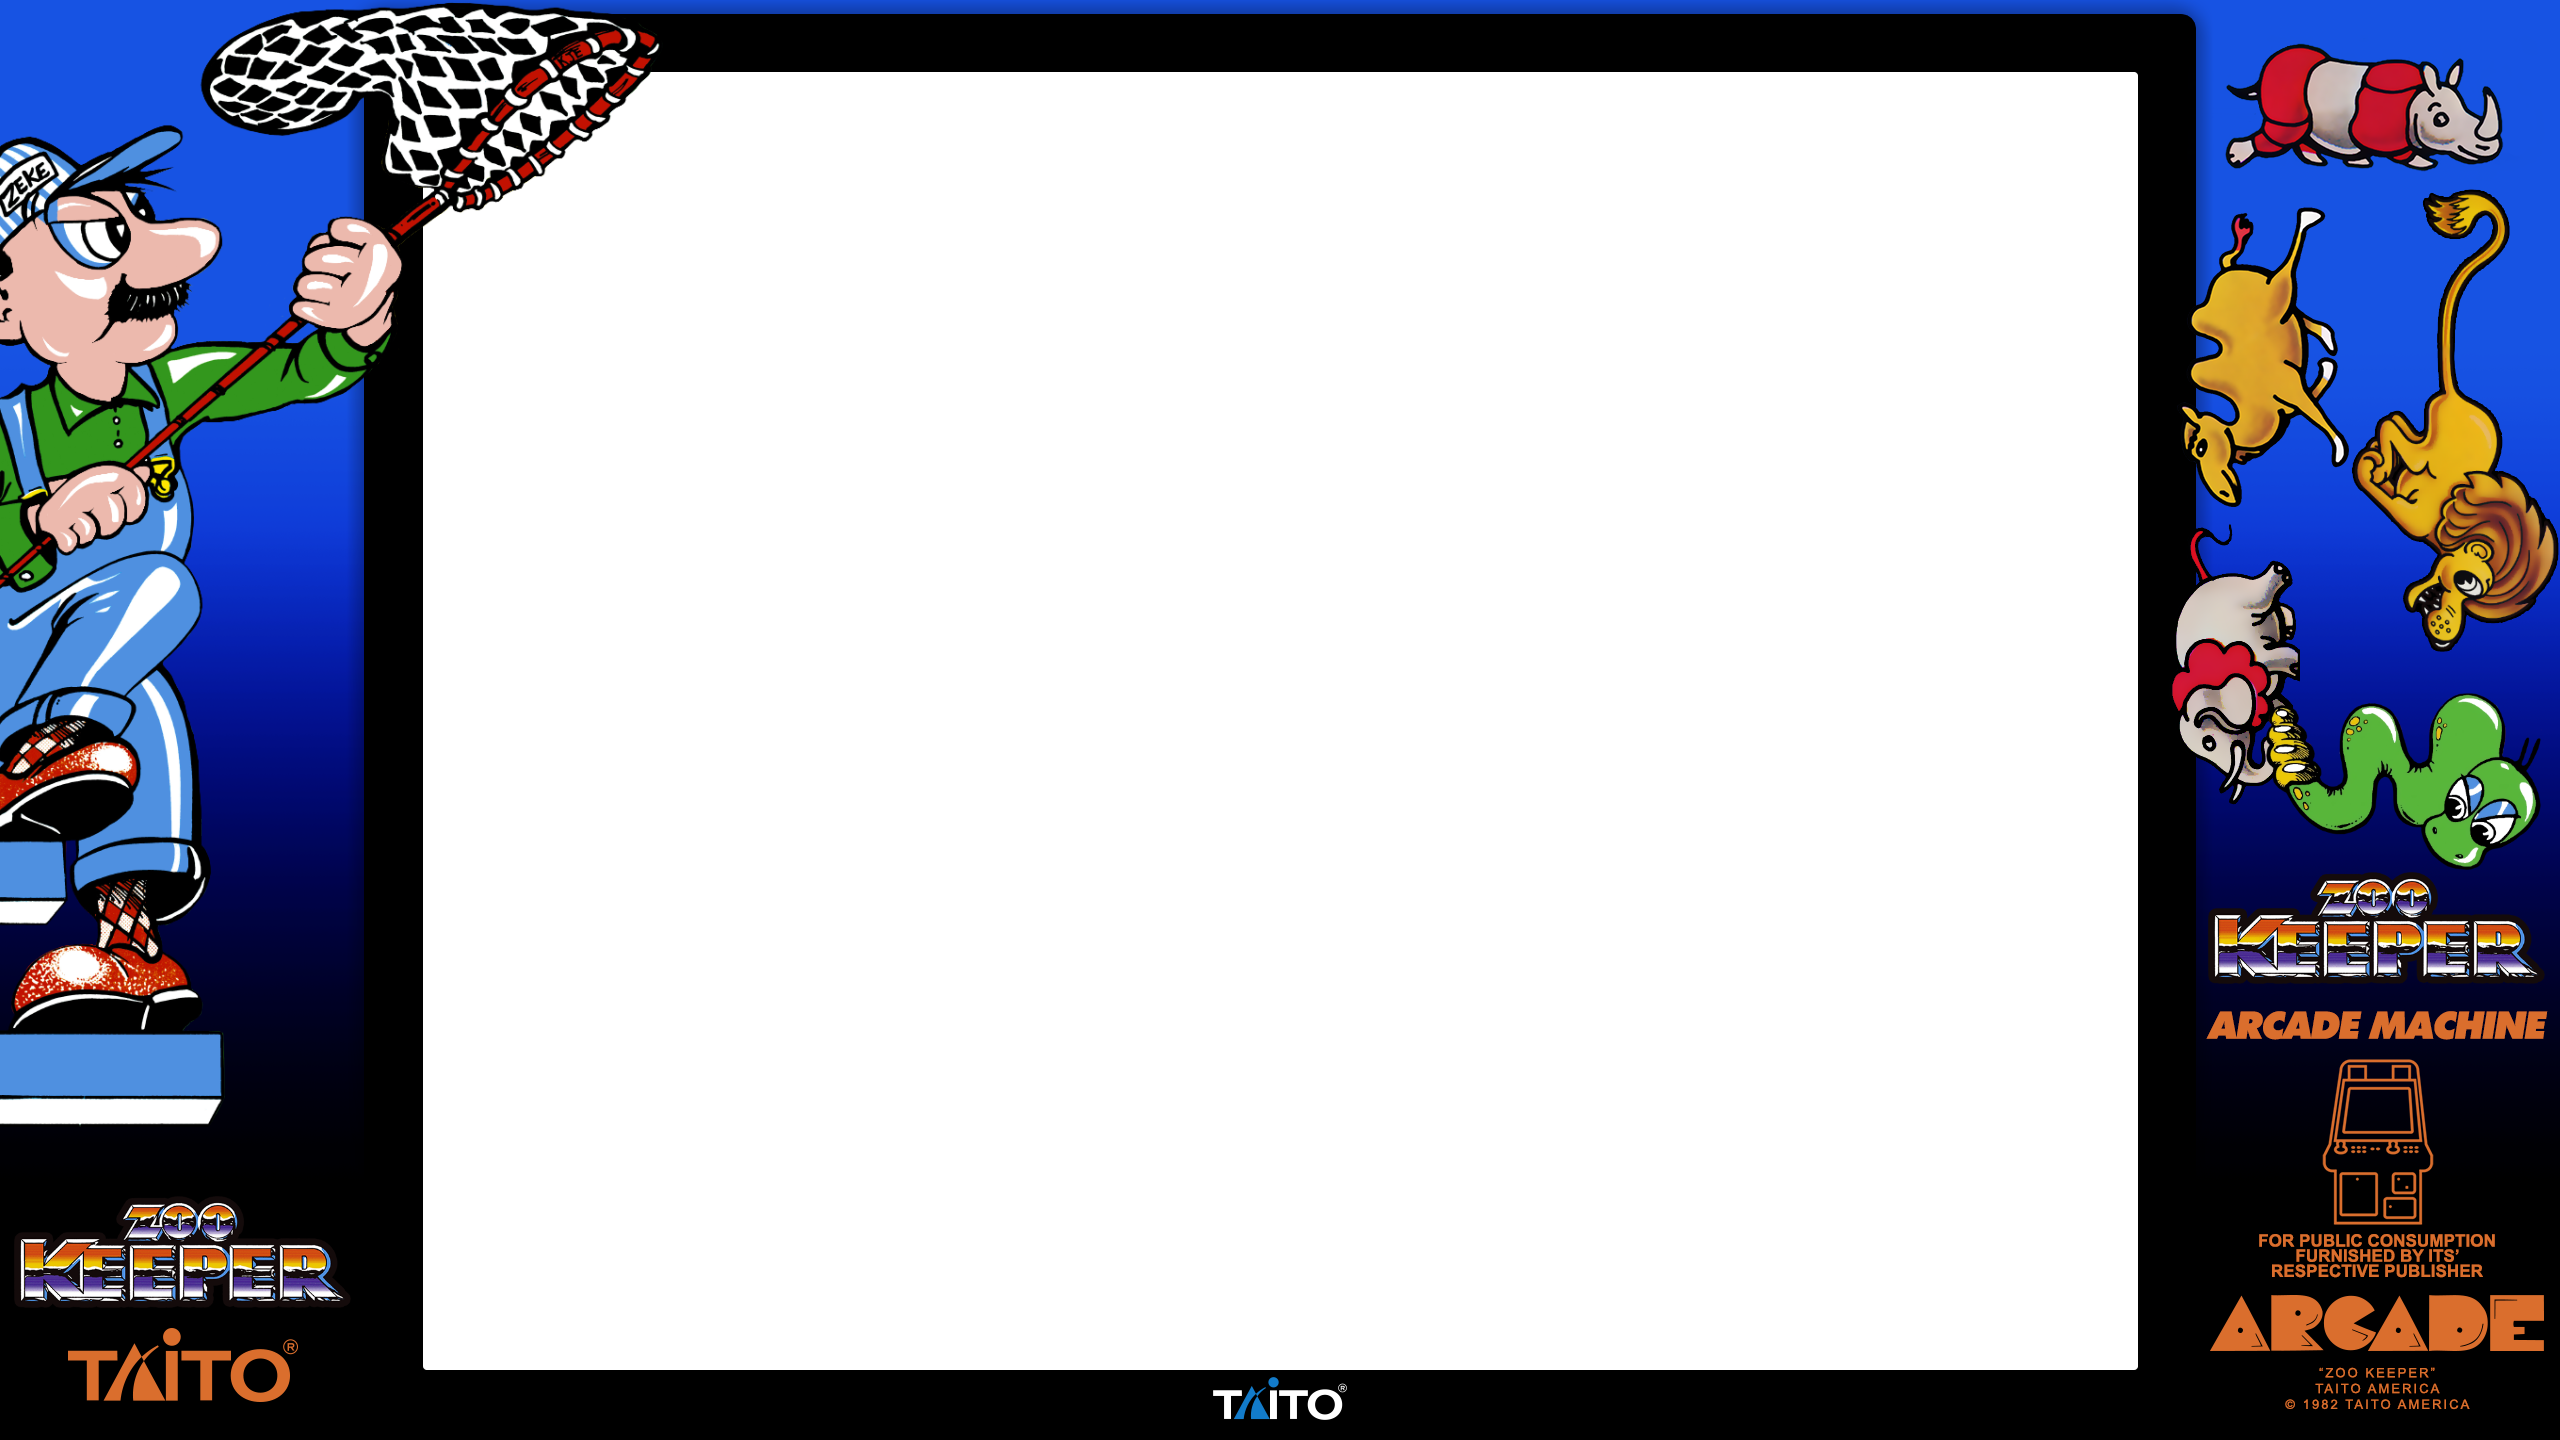 ZEKE
ZOO
KEEPER
TAITO®
TAITO®
ZOO
KEEPER
ARCADE MACHINE
FOR PUBLIC CONSUMPTION
FURNISHED BY ITS’
RESPECTIVE PUBLISHER
ARCADE
“ZOO KEEPER”
TAITO AMERICA
© 1982 TAITO AMERICA